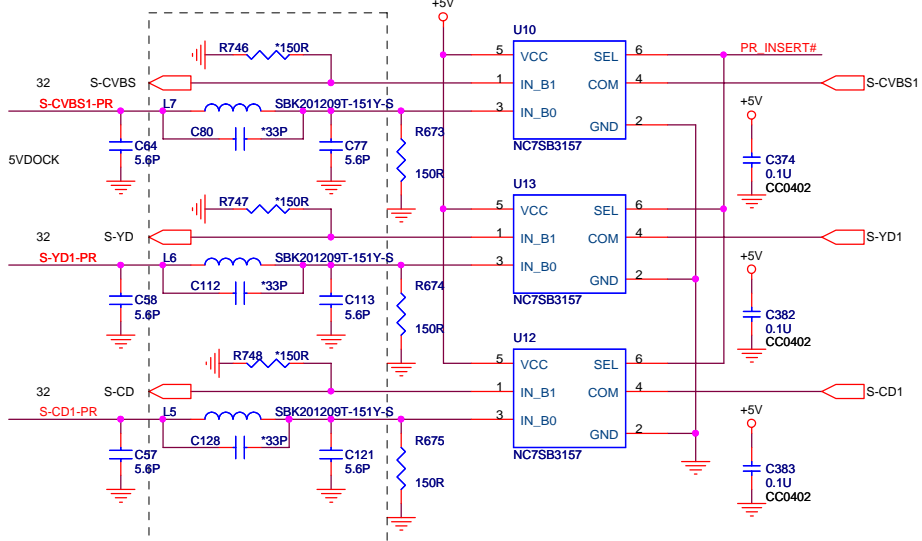 +5V
U10
R746 *150R
5 VCC SEL 6 PR_INSERT#
32 S-CVBS 1 IN_B1 COM 4 S-CVBS1
S-CVBS1-PR L7 SBK201209T-151Y-S 3 IN_B0 +5V
C80 *33P GND 2
C64 5.6P
C77 5.6P
R673
150R
NC7SB3157
C374
0.1U
CC0402
5VDOCK
U13
R747 *150R
5 VCC SEL 6
32 S-YD 1 IN_B1 COM 4 S-YD1
S-YD1-PR L6 SBK201209T-151Y-S 3 IN_B0 +5V
C112 *33P GND 2
C58 5.6P
C113 5.6P
R674
150R
NC7SB3157
C382
0.1U
CC0402
U12
R748 *150R
5 VCC SEL 6
32 S-CD 1 IN_B1 COM 4 S-CD1
S-CD1-PR L5 SBK201209T-151Y-S 3 IN_B0 +5V
C128 *33P GND 2
C57 5.6P
C121 5.6P
R675
150R
NC7SB3157
C383
0.1U
CC0402